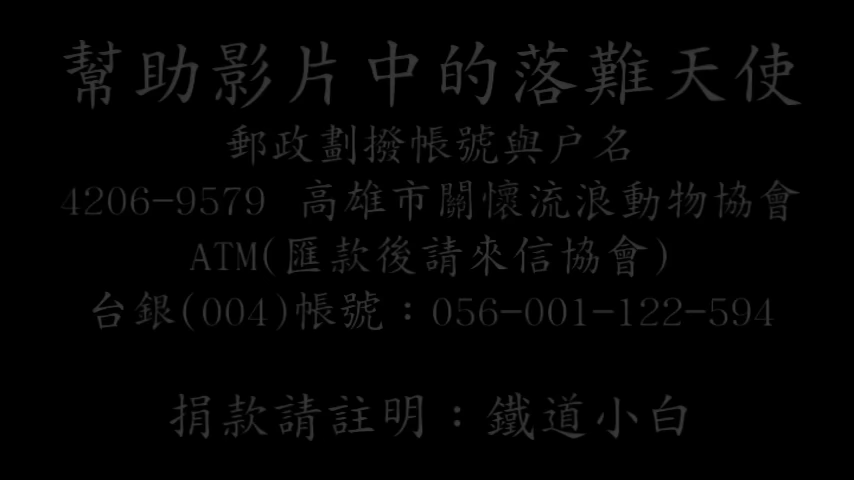 幫助影片中的落難天使
郵政劃撥帳號與户名
4206-9579 高雄市關懷流浪動物協會
ATM(匯款後請來信協會)
台銀(004)帳號：056-001-122-594
捐款請註明：鐵道小白